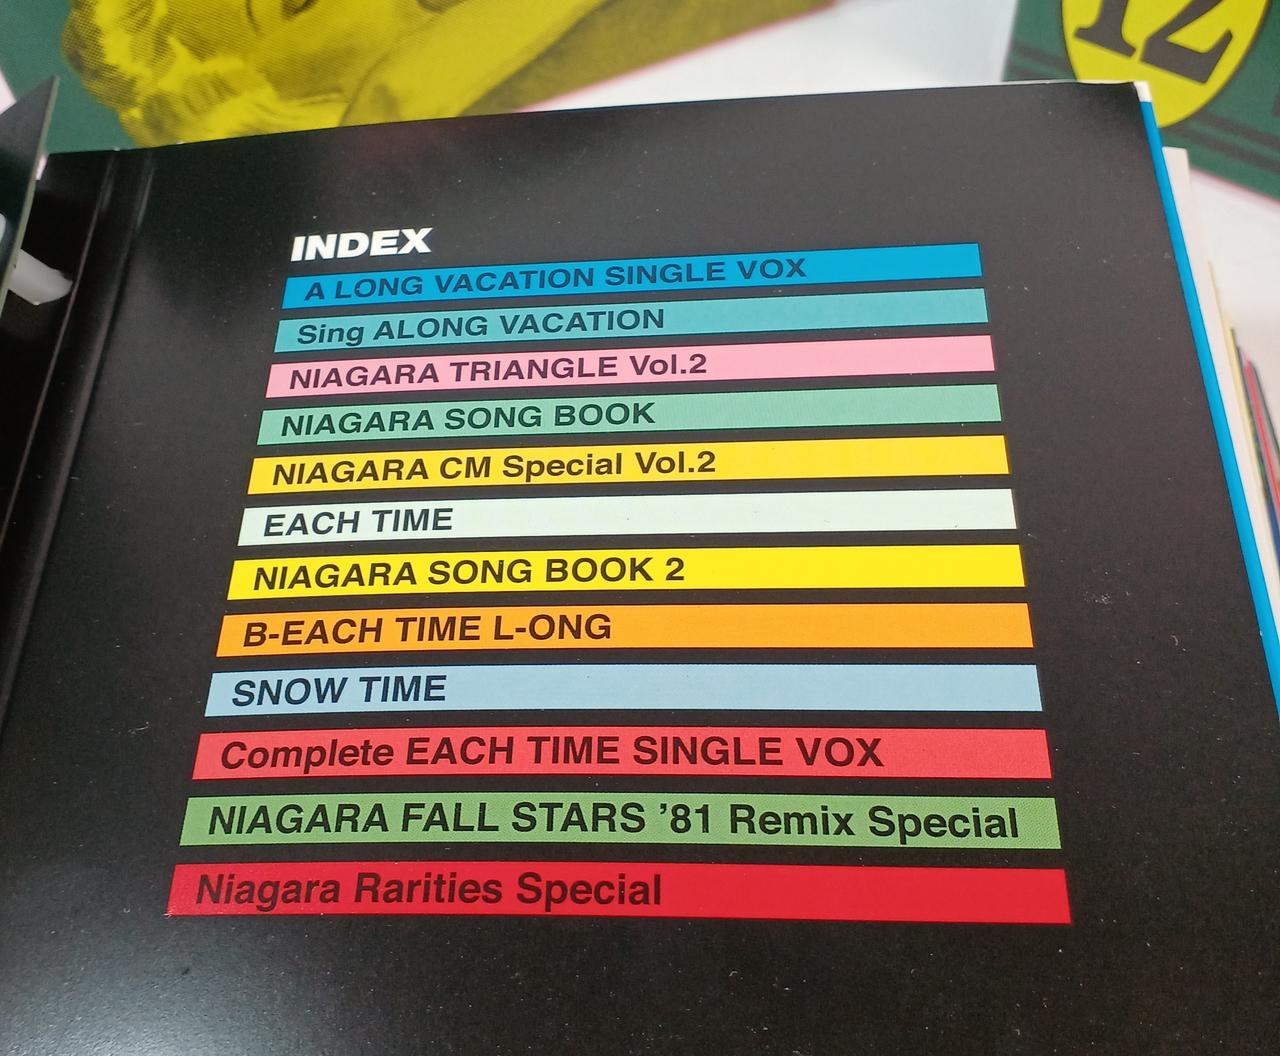 12
INDEX
A LONG VACATION SINGLE VOX
Sing ALONG VACATION
NIAGARA TRIANGLE Vol.2
NIAGARA SONG BOOK
NIAGARA CM Special Vol.2
EACH TIME
NIAGARA SONG BOOK 2
B-EACH TIME L-ONG
SNOW TIME
Complete EACH TIME SINGLE VOX
NIAGARA FALL STARS ’81 Remix Special
Niagara Rarities Special